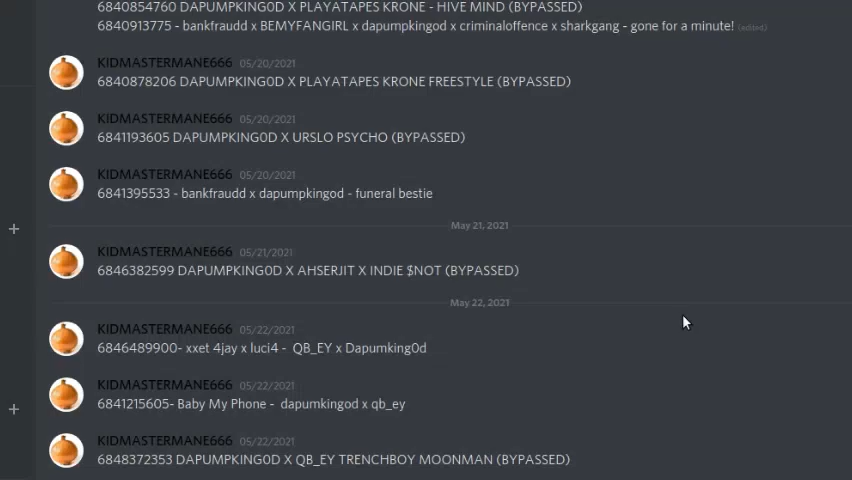 6840854760 DAPUMPKING0D X PLAYATAPES KRONE - HIVE MIND (BYPASSED)
6840913775 - bankfraudd x BEMYFANGIRL x dapumpkingod x criminaloffence x sharkgang - gone for a minute! (edited)
KIDMASTERMANE666 05/20/2021
6840878206 DAPUMPKING0D X PLAYATAPES KRONE FREESTYLE (BYPASSED)
KIDMASTERMANE666 05/20/2021
6841193605 DAPUMPKING0D X URSLO PSYCHO (BYPASSED)
KIDMASTERMANE666 05/20/2021
6841395533 - bankfraudd x dapumpkingod - funeral bestie
May 21, 2021
KIDMASTERMANE666 05/21/2021
6846382599 DAPUMPKING0D X AHSERJIT X INDIE $NOT (BYPASSED)
May 22, 2021
KIDMASTERMANE666 05/22/2021
6846489900- xxet 4jay x luci4 - QB_EY x Dapumking0d
KIDMASTERMANE666 05/22/2021
6841215605- Baby My Phone - dapumkingod x qb_ey
KIDMASTERMANE666 05/22/2021
6848372353 DAPUMPKING0D X QB_EY TRENCHBOY MOONMAN (BYPASSED)